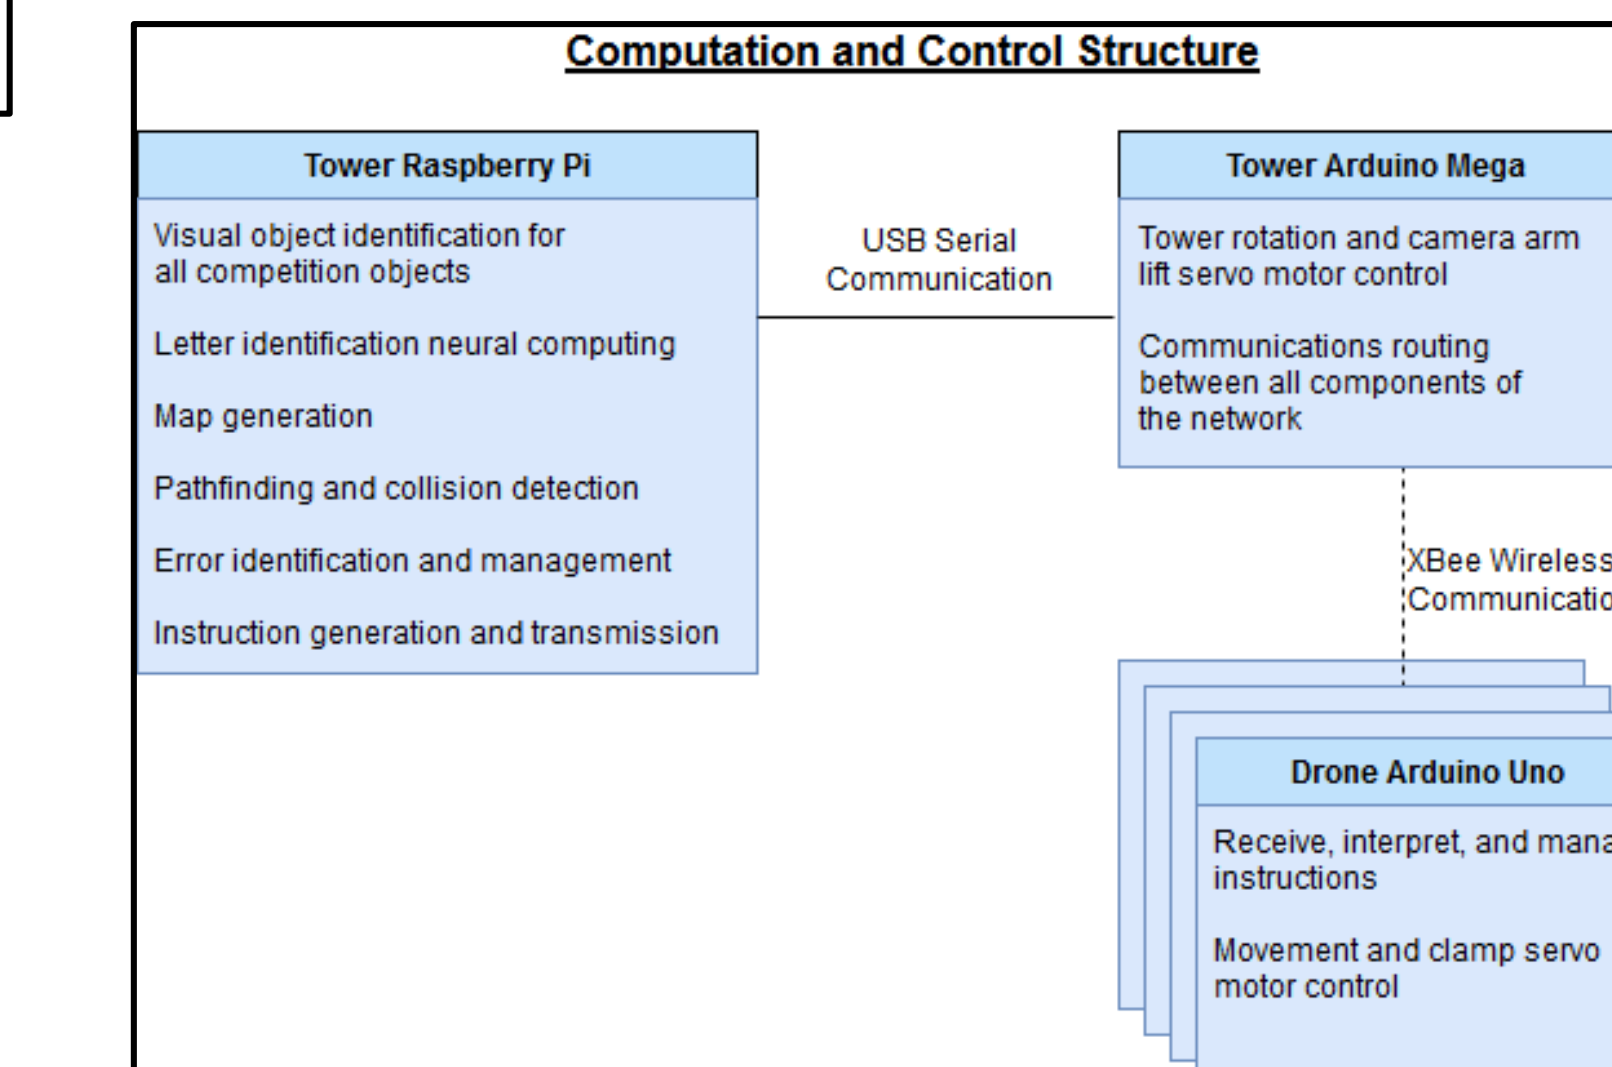 Computation and Control Structure
Tower Raspberry Pi
Visual object identification for
all competition objects
Letter identification neural computing
Map generation
Pathfinding and collision detection
Error identification and management
Instruction generation and transmission
USB Serial
Communication
Tower Arduino Mega
Tower rotation and camera arm
lift servo motor control
Communications routing
between all components of
the network
XBee Wireless
Drone Arduino Uno
Receive, interpret, and
instructions
Movement and clamp servo
motor control